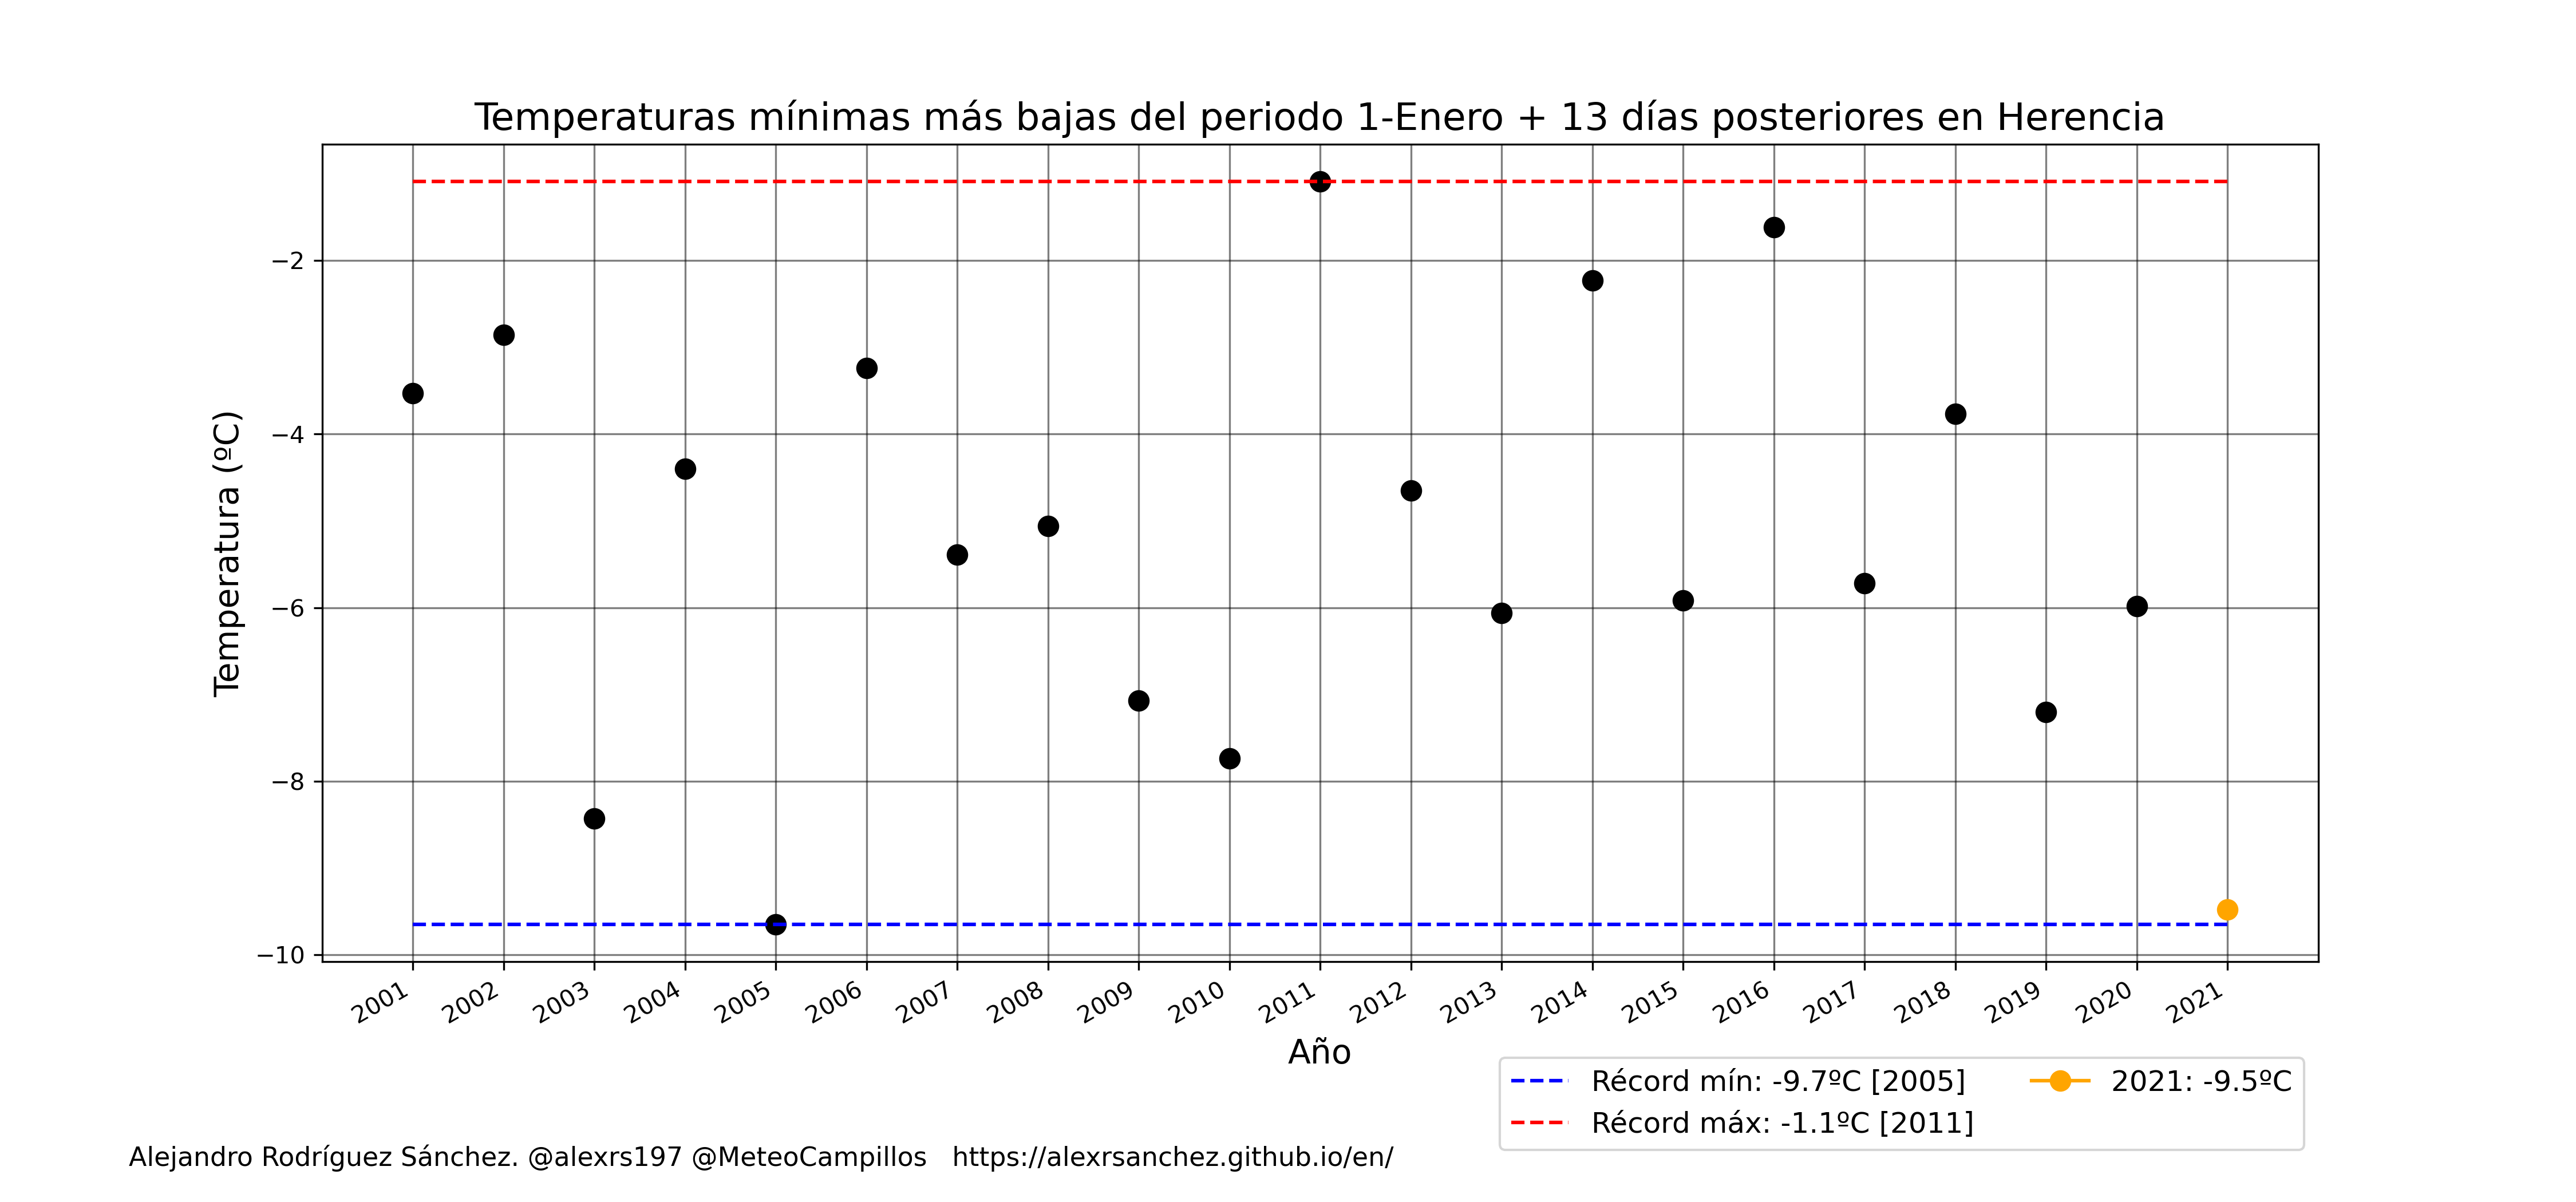 Temperaturas mínimas más bajas del periodo 1-Enero + 13 días posteriores en Herencia
Temperatura (ºC)
−2
−4
−6
−8
−10
2001 2002 2003 2004 2005 2006 2007 2008 2009 2010 2011 2012 2013 2014 2015 2016 2017 2018 2019 2020 2021
Año
Récord mín: -9.7ºC [2005]
Récord máx: -1.1ºC [2011]
2021: -9.5ºC
Alejandro Rodríguez Sánchez. @alexrs197 @MeteoCampillos https://alexrsanchez.github.io/en/